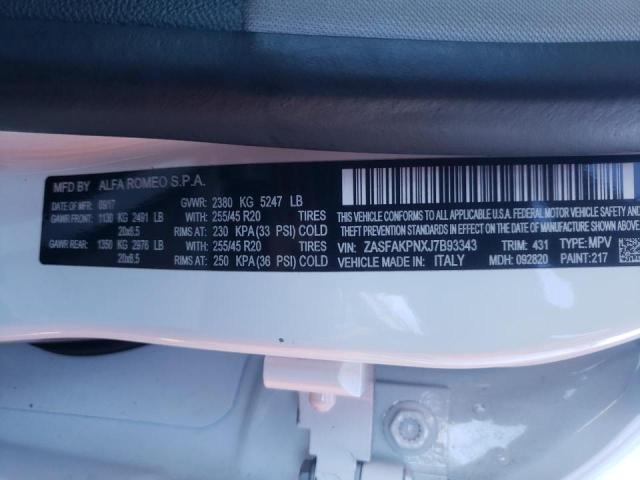 MFD BY ALFA ROMEO S.P.A.
DATE OF MFR: 09/17 GVWR: 2380 KG 5247 LB
GAWR FRONT: 1130 KG 2491 LB WITH: 255/45 R20 TIRES
20x8.5 RIMS AT: 230 KPA (33 PSI) COLD
GAWR REAR: 1350 KG 2976 LB WITH: 255/45 R20 TIRES
20x8.5 RIMS AT: 250 KPA (36 PSI) COLD
THIS VEHICLE CONFORMS TO ALL APPLICABLE
U.S.A. FEDERAL MOTOR VEHICLE SAFETY AND
THEFT PREVENTION STANDARDS IN EFFECT
ON THE DATE OF MANUFACTURE SHOWN ABOVE
VIN: ZASFAKPNXJ7B93343 TRIM: 431 TYPE: MPV
VEHICLE MADE IN: ITALY MDH: 092820 PAINT: 217